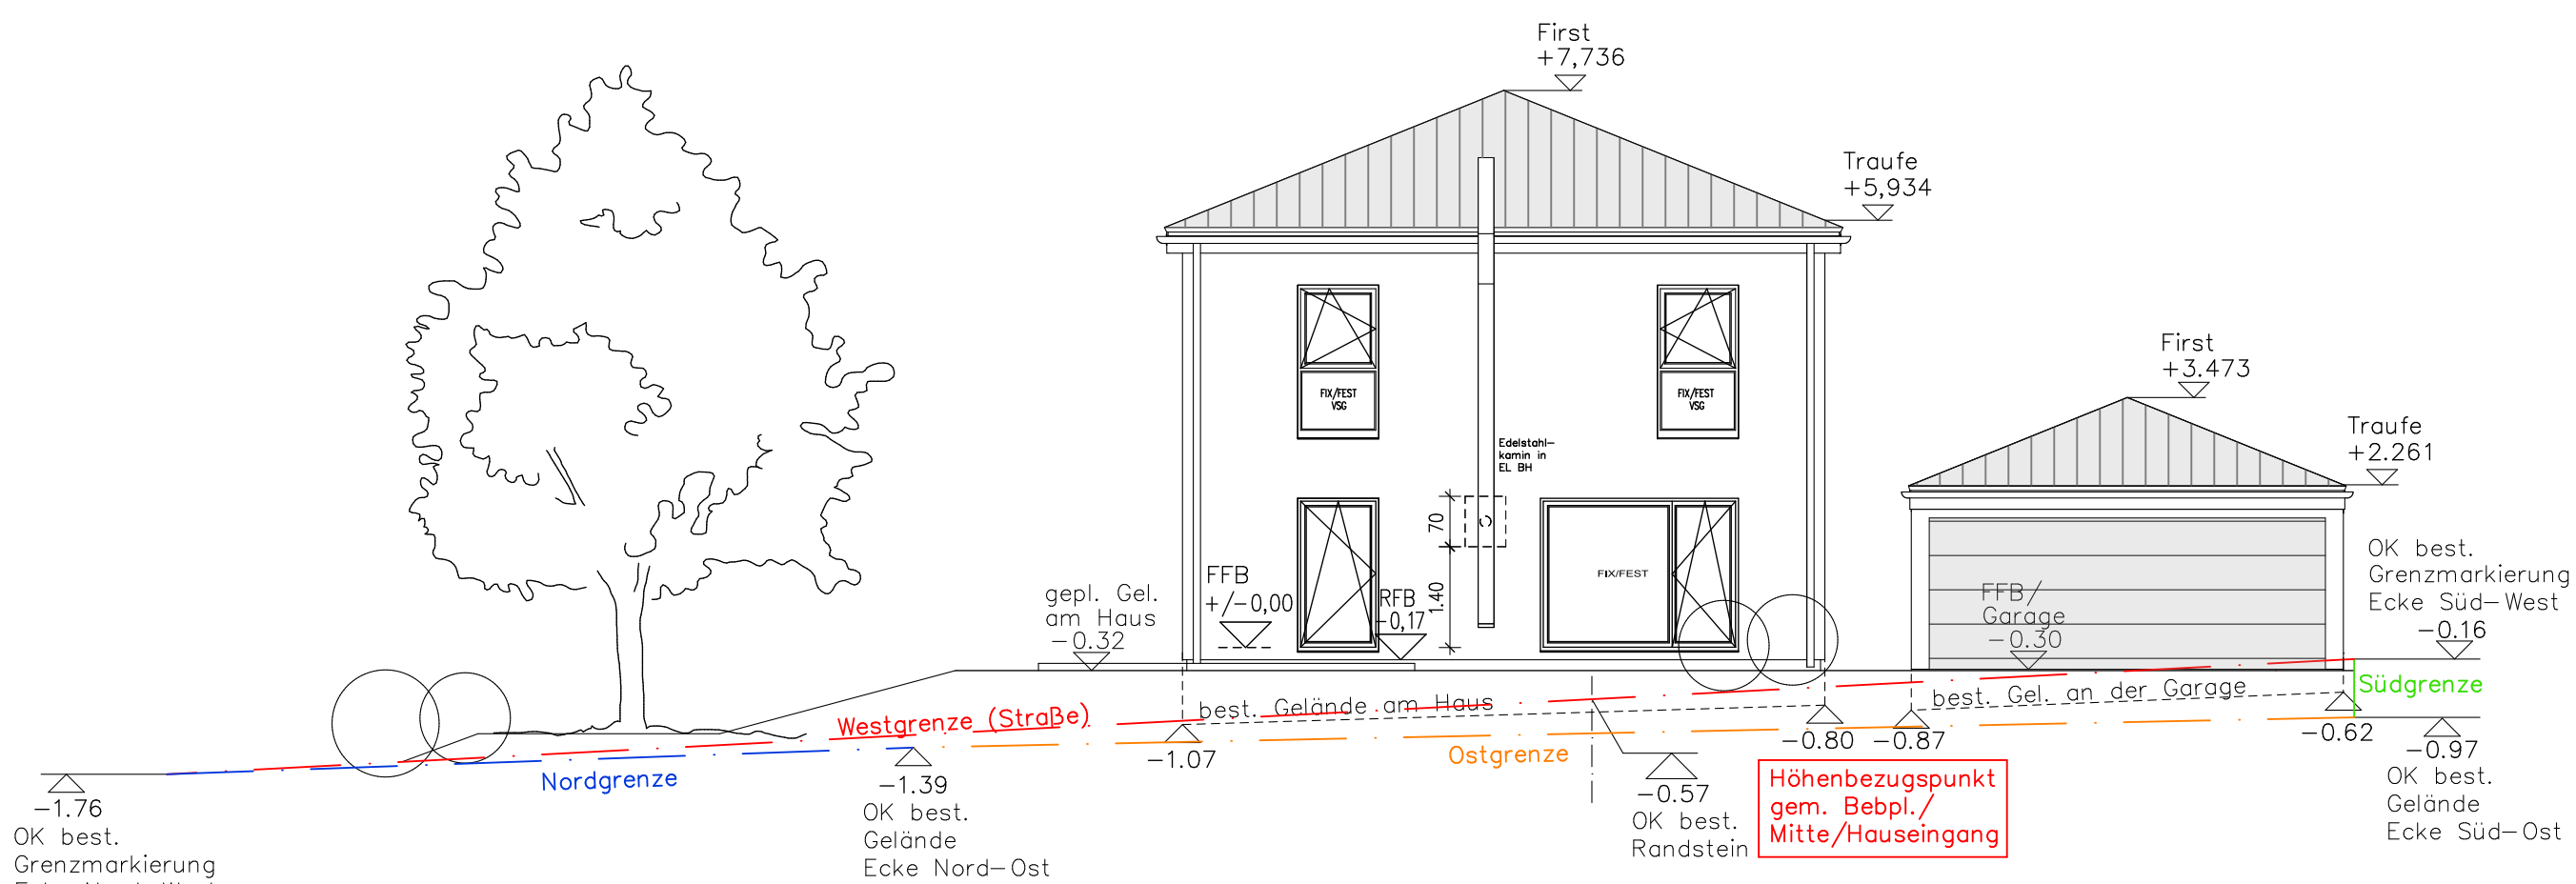 First
+7,736
Traufe
+5,934
First
+3.473
Traufe
+2.261
FIX/FEST
VSG
FIX/FEST
VSG
Edelstahl-
kamin in
EL BH
70
1.40
FIX/FEST
FFB
+/-0,00
RFB
-0,17
gepl. Gel.
am Haus
-0.32
FFB/
Garage
-0.30
OK best.
Grenzmarkierung
Ecke Süd-West
-0.16
Südgrenze
best. Gelände am Haus
best. Gel. an der Garage
Westgrenze (Straße)
Nordgrenze
Ostgrenze
-1.07
-0.80
-0.87
-0.62
-0.97
OK best.
Gelände
Ecke Süd-Ost
-1.76
OK best.
Grenzmarkierung
-1.39
OK best.
Gelände
Ecke Nord-Ost
-0.57
OK best.
Randstein
Höhenbezugspunkt
gem. Bebpl./
Mitte/Hauseingang